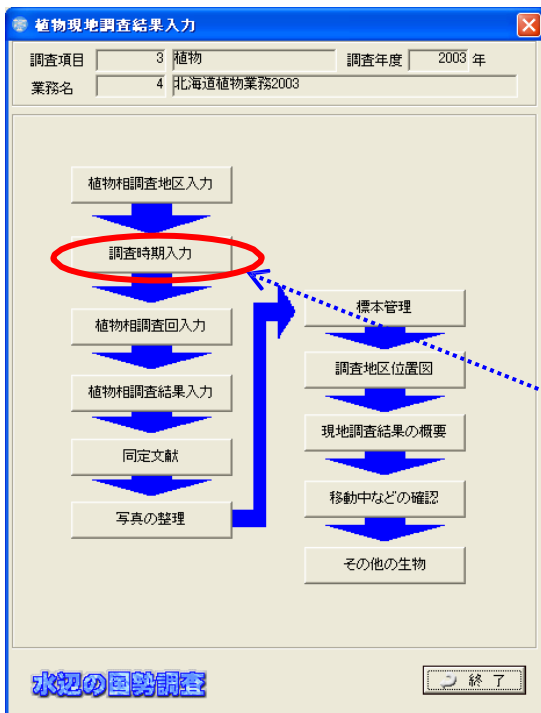 植物現地調査結果入力
調査項目 3 植物 調査年度 2003 年
業務名 4 北海道植物業務2003
植物相調査地区入力
調査時期入力
植物相調査回入力
植物相調査結果入力
同定文献
写真の整理
標本管理
調査地区位置図
現地調査結果の概要
移動中などの確認
その他の生物
水辺の国勢調査
終了